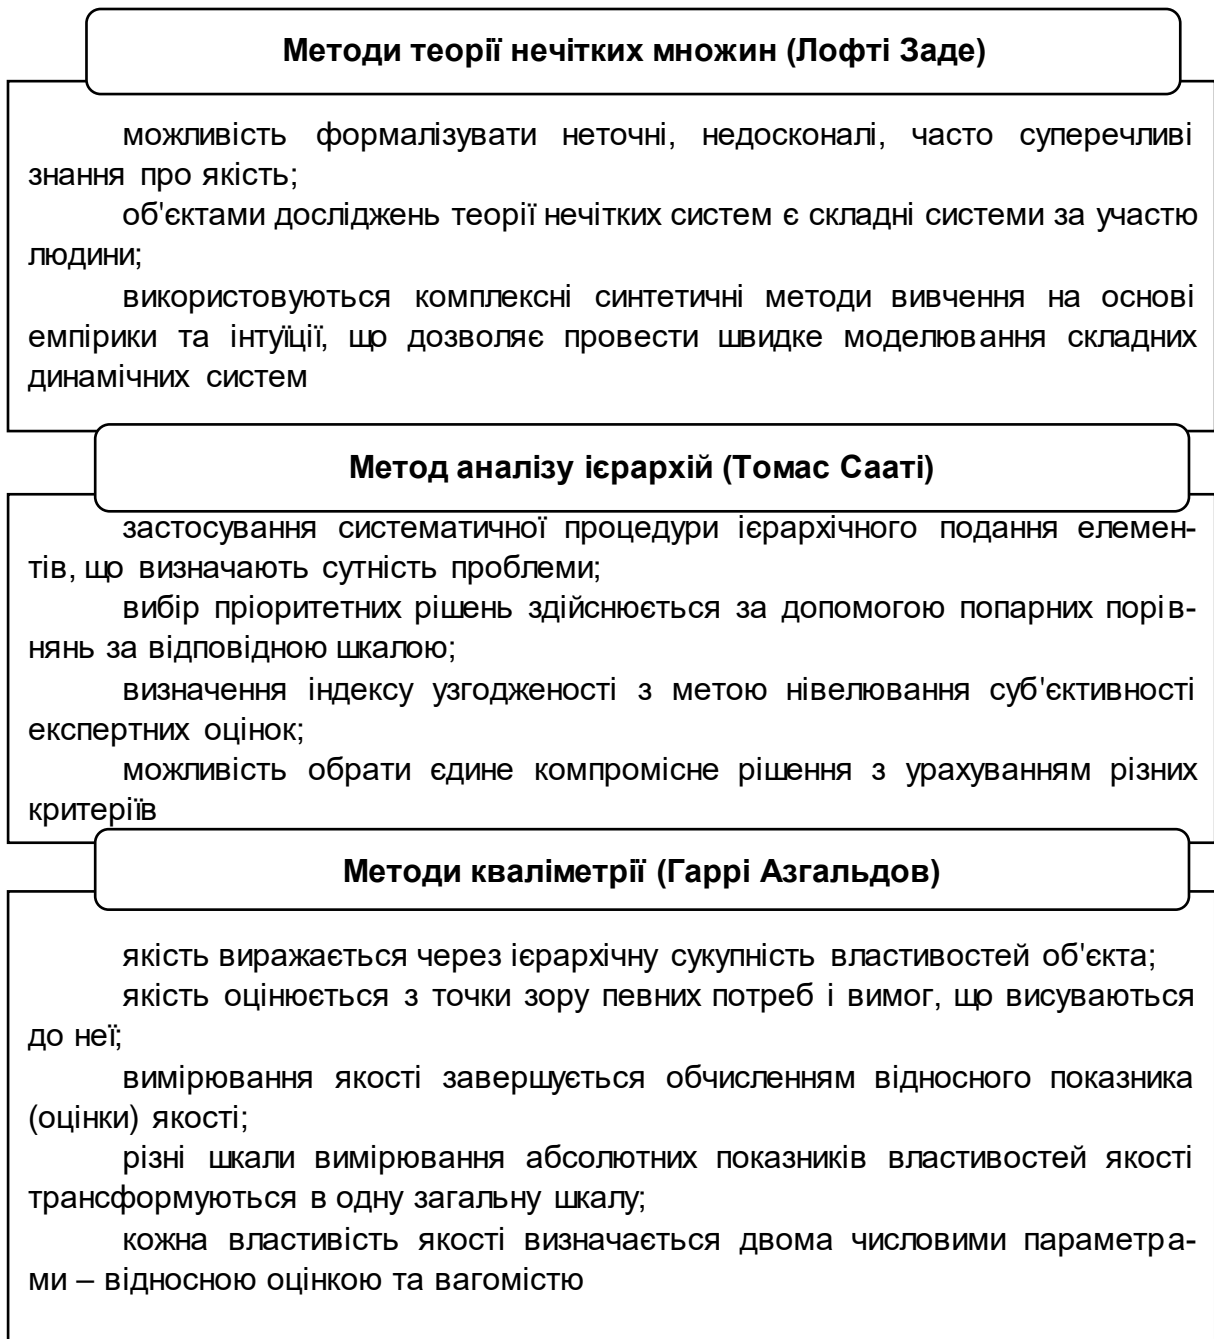 Методи теорії нечітких множин (Лофті Заде)
можливість формалізувати неточні, недосконалі, часто суперечливі
знання про якість;
об'єктами досліджень теорії нечітких систем є складні системи за участю
людини;
використовуються комплексні синтетичні методи вивчення на основі
емпірики та інтуїції, що дозволяє провести швидке моделювання складних
динамічних систем
Метод аналізу ієрархій (Томас Сааті)
застосування систематичної процедури ієрархічного подання елемен-
тів, що визначають сутність проблеми;
вибір пріоритетних рішень здійснюється за допомогою попарних порів-
нянь за відповідною шкалою;
визначення індексу узгодженості з метою нівелювання суб'єктивності
експертних оцінок;
можливість обрати єдине компромісне рішення з урахуванням різних
критеріїв
Методи кваліметрії (Гаррі Азгальдов)
якість виражається через ієрархічну сукупність властивостей об'єкта;
якість оцінюється з точки зору певних потреб і вимог, що висуваються
до неї;
вимірювання якості завершується обчисленням відносного показника
(оцінки) якості;
різні шкали вимірювання абсолютних показників властивостей якості
трансформуються в одну загальну шкалу;
кожна властивість якості визначається двома числовими параметра-
ми – відносною оцінкою та вагомістю